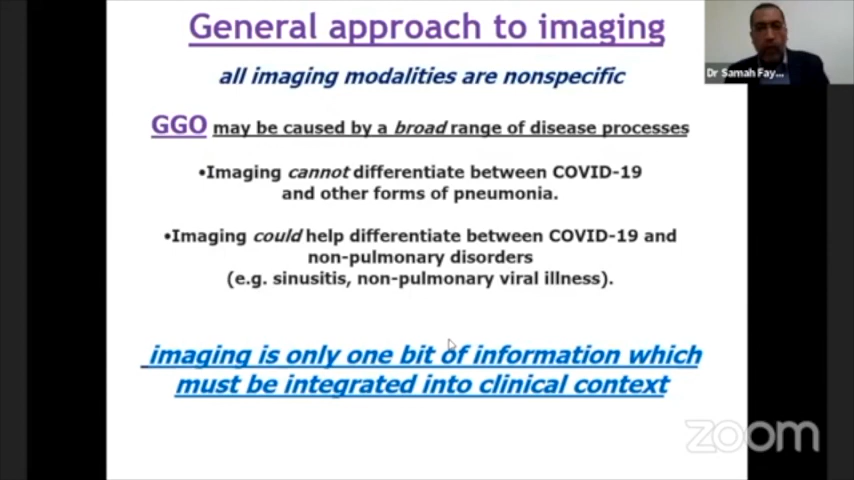 General approach to imaging
Dr Samah Fay...
all imaging modalities are nonspecific
GGO may be caused by a broad range of disease processes
•Imaging cannot differentiate between COVID-19
and other forms of pneumonia.
•Imaging could help differentiate between COVID-19 and
non-pulmonary disorders
(e.g. sinusitis, non-pulmonary viral illness).
imaging is only one bit of information which
must be integrated into clinical context
zoom